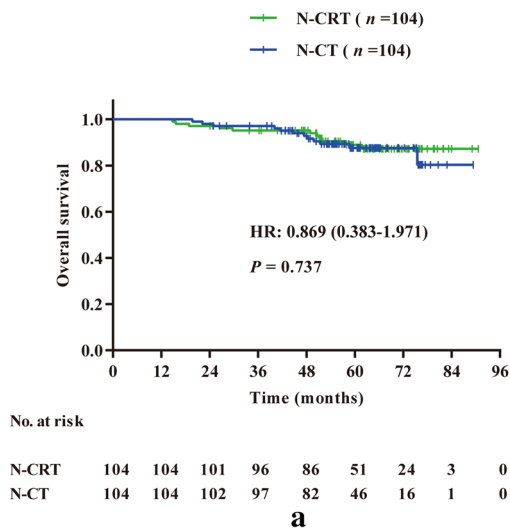 N-CRT ( n =104)
N-CT ( n =104)
Overall survival
1.0
0.8
0.6
0.4
0.2
0.0
HR: 0.869 (0.383-1.971)
P = 0.737
0 12 24 36 48 60 72 84 96
Time (months)
No. at risk
N-CRT 104 104 101 96 86 51 24 3 0
N-CT 104 104 102 97 82 46 16 1 0
a